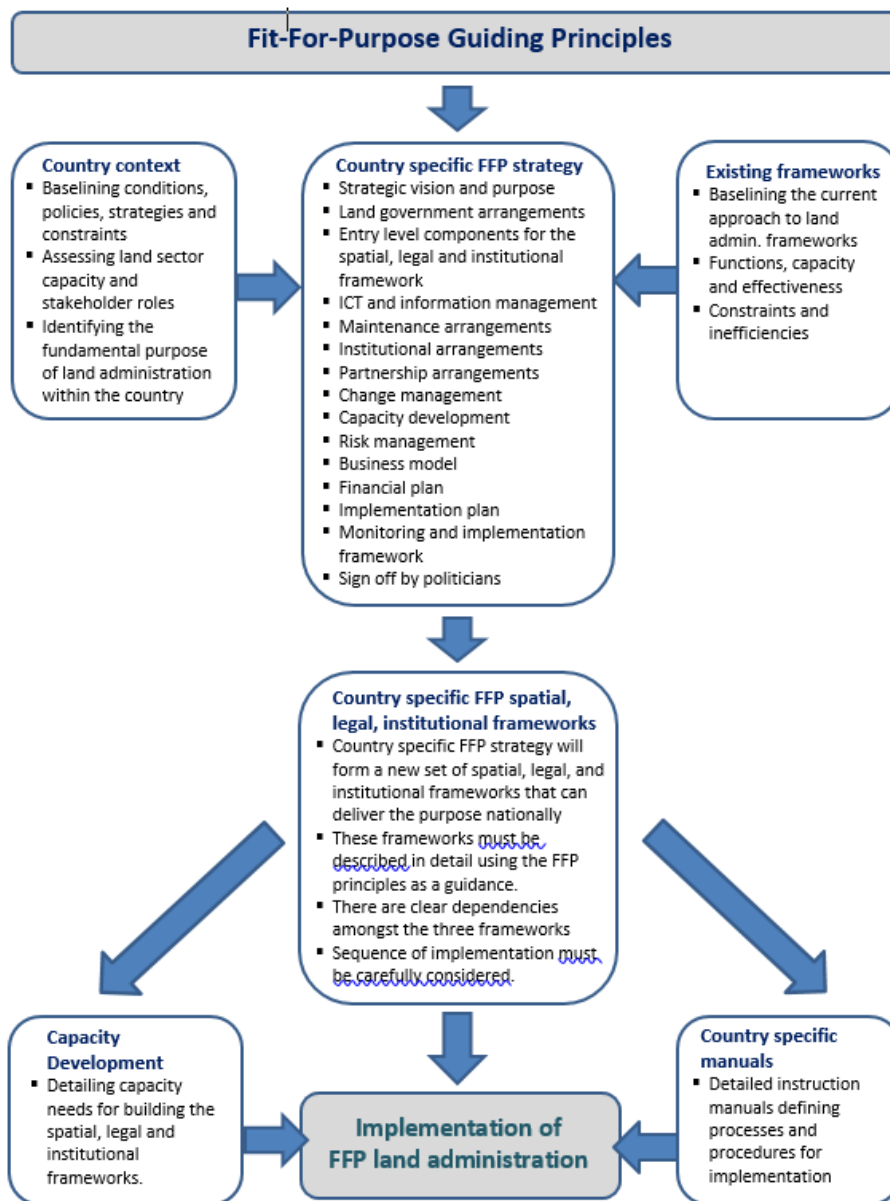 Fit-For-Purpose Guiding Principles
Country context
▪ Baselining conditions,
policies, strategies and
constraints
▪ Assessing land sector
capacity and
stakeholder roles
▪ Identifying the
fundamental purpose
of land administration
within the country
Country specific FFP strategy
▪ Strategic vision and purpose
▪ Land government arrangements
▪ Entry level components for the
spatial, legal and institutional
framework
▪ ICT and information management
▪ Maintenance arrangements
▪ Institutional arrangements
▪ Partnership arrangements
▪ Change management
▪ Capacity development
▪ Risk management
▪ Business model
▪ Financial plan
▪ Implementation plan
▪ Monitoring and implementation
framework
▪ Sign off by politicians
Existing frameworks
▪ Baselining the current
approach to land
admin. frameworks
▪ Functions, capacity
and effectiveness
▪ Constraints and
inefficiencies
Country specific FFP spatial,
legal, institutional frameworks
▪ Country specific FFP strategy will
form a new set of spatial, legal, and
institutional frameworks that can
deliver the purpose nationally
▪ These frameworks must be
described in detail using the FFP
principles as a guidance.
▪ There are clear dependencies
amongst the three frameworks
▪ Sequence of implementation must
be carefully considered.
Capacity
Development
▪ Detailing capacity
needs for building the
spatial, legal and
institutional
frameworks.
Implementation of
FFP land administration
Country specific
manuals
▪ Detailed instruction
manuals defining
processes and
procedures for
implementation